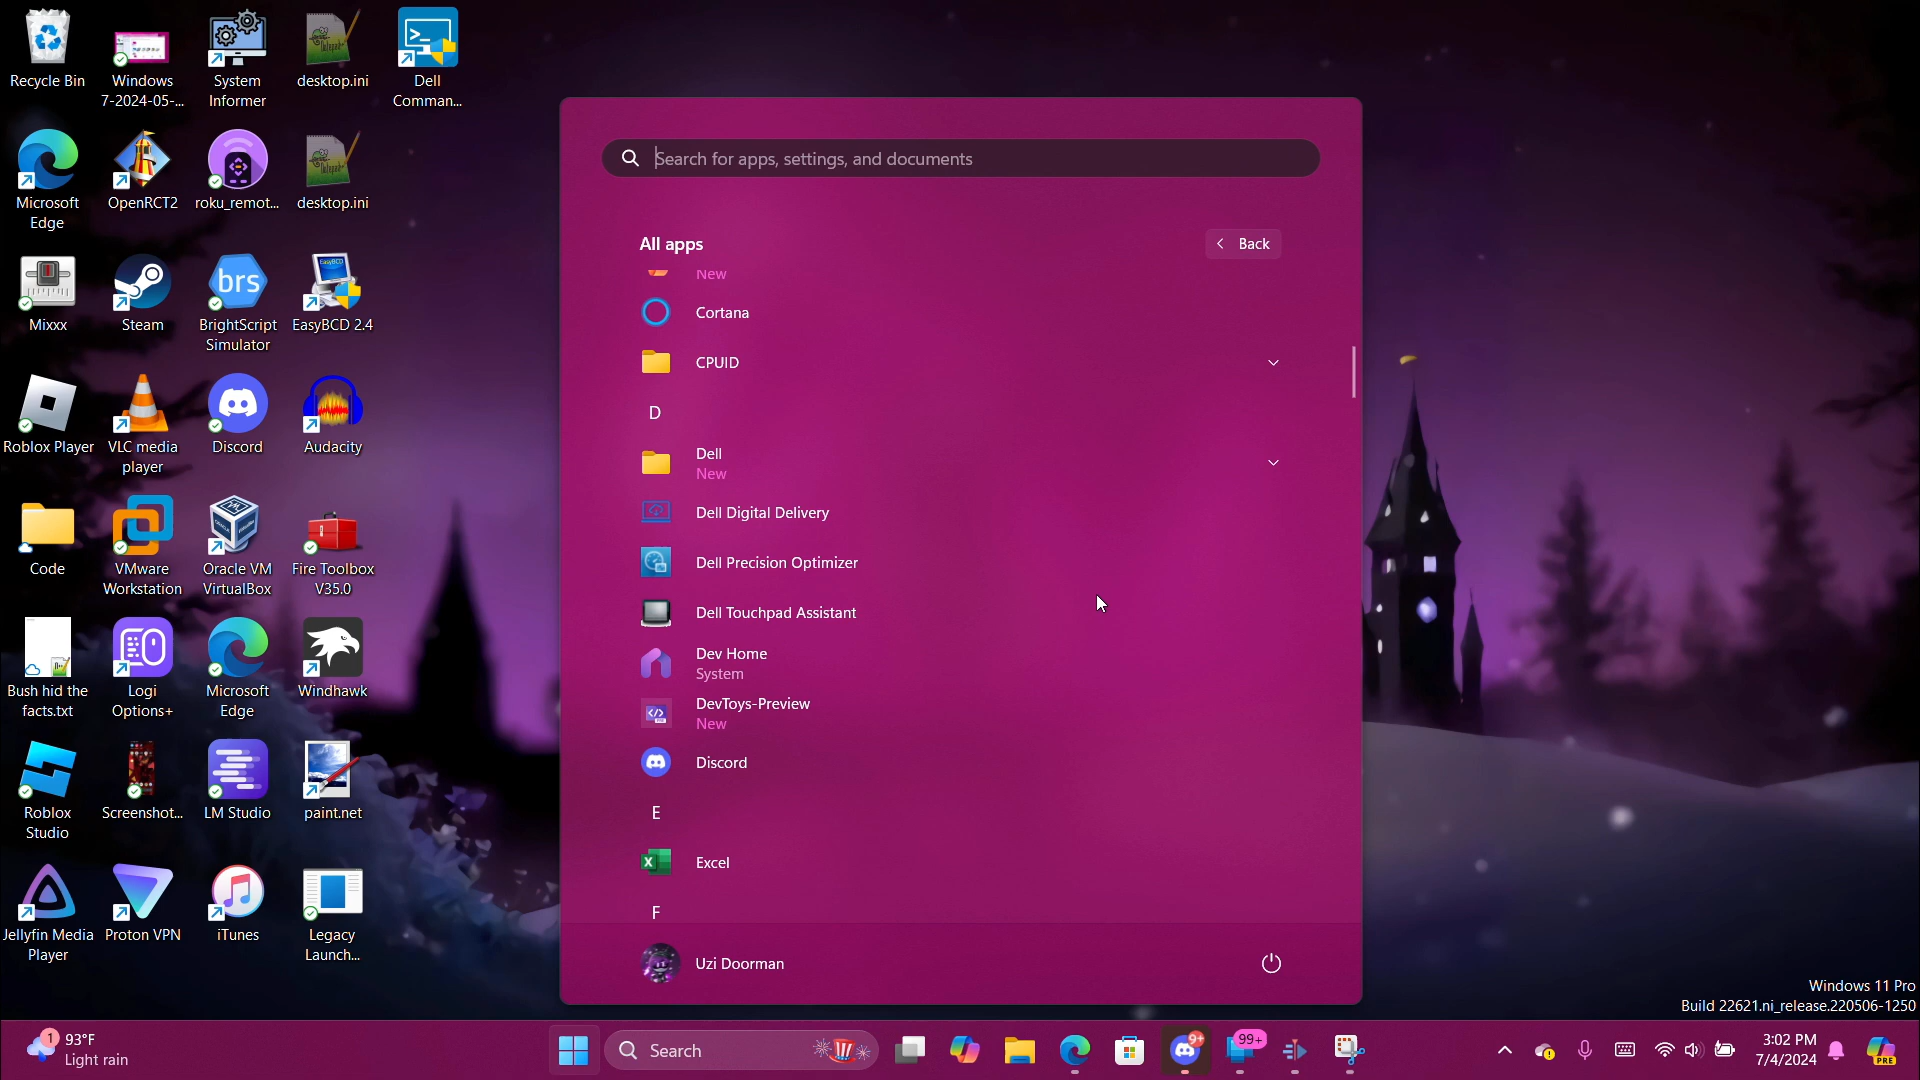 Recycle Bin
Windows
7-2024-05-...
System
Informer
desktop.ini
Dell
Comman...
Microsoft
Edge
OpenRCT2
roku_remot...
desktop.ini
Mixxx
Steam
brs
BrightScript
Simulator
EasyBCD
EasyBCD 2.4
Roblox Player
VLC media
player
Discord
Audacity
Code
VMware
Workstation
Oracle VM
VirtualBox
Fire Toolbox
V35.0
Bush hid the
facts.txt
Logi
Options+
Microsoft
Edge
Windhawk
Roblox
Studio
Screenshot...
LM Studio
paint.net
Jellyfin Media
Player
Proton VPN
iTunes
Legacy
Launch...
Search for apps, settings, and documents
All apps
Back
New
Cortana
CPUID
D
Dell
New
Dell Digital Delivery
Dell Precision Optimizer
Dell Touchpad Assistant
Dev Home
System
DevToys-Preview
New
Discord
E
Excel
F
Uzi Doorman
Windows 11 Pro
Build 22621.ni_release.220506-1250
1
93°F
Light rain
Search
9+
99+
3:02 PM
7/4/2024
PRE